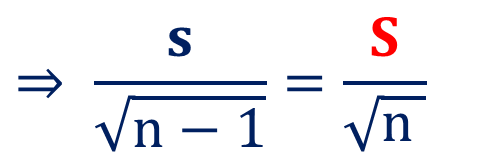 ⇒ s/√(n − 1) = S/√n